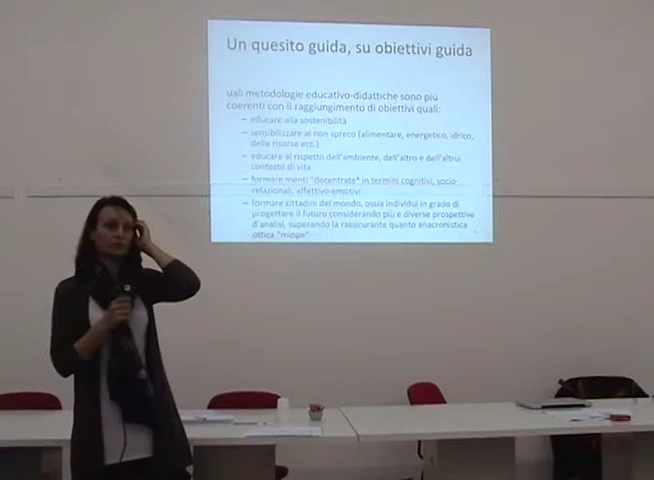 Un quesito guida, su obiettivi guida
uali metodologie educativo-didattiche sono più
coerenti con il raggiungimento di obiettivi quali:
– educare alla sostenibilità
– sensibilizzare al non spreco (alimentare, energetico, idrico,
delle risorse ecc.)
– educare al rispetto dell'ambiente, dell'altro e dell'altrui
contesto di vita
– formare menti "decentrate" in termini cognitivi, socio-
relazionali, affettivo-emotivi
– formare cittadini del mondo, ossia individui in grado di
progettare il futuro considerando più e diverse prospettive
d'analisi, superando la rassicurante quanto anacronistica
ottica "miope"